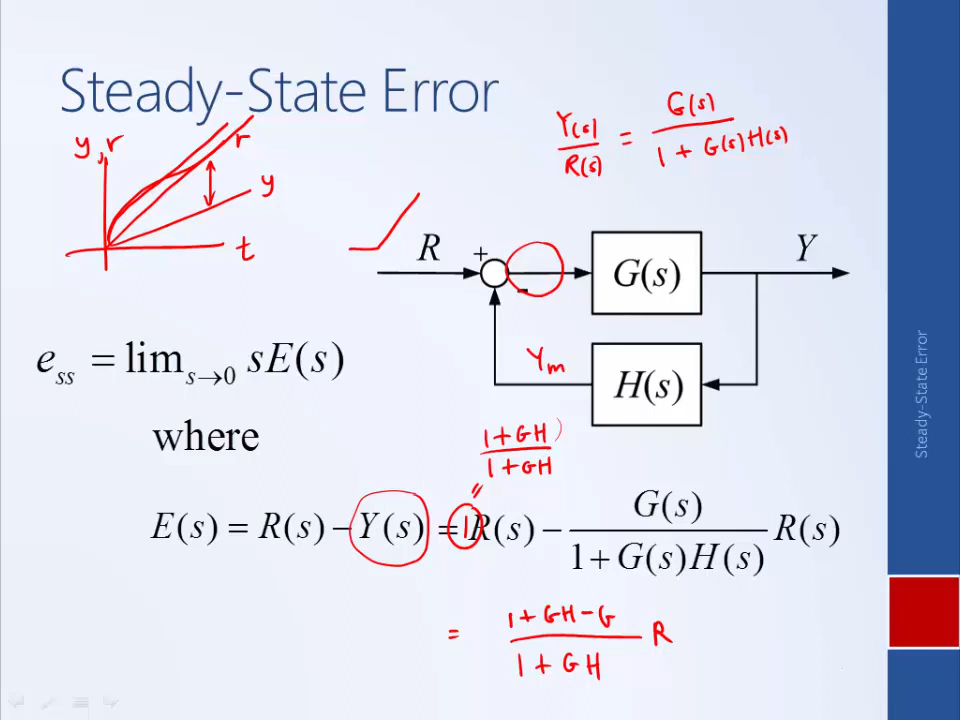 Steady-State Error
y, r
r
y
t
Y(s)/R(s) = G(s)/(1 + G(s)H(s))
R
+
-
G(s)
Y
Ym
H(s)
e_ss = lim_{s→0} sE(s)
where
(1+GH)/(1+GH)
=
1
E(s) = R(s) − Y(s) = R(s) − G(s)/(1+G(s)H(s)) R(s)
= (1+GH-G)/(1+GH) R
Steady-State Error